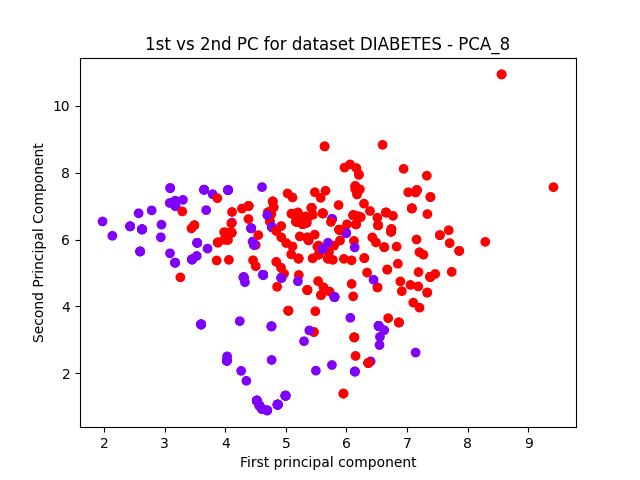 1st vs 2nd PC for dataset DIABETES - PCA_8
10
8
6
4
2
Second Principal Component
2 3 4 5 6 7 8 9
First principal component